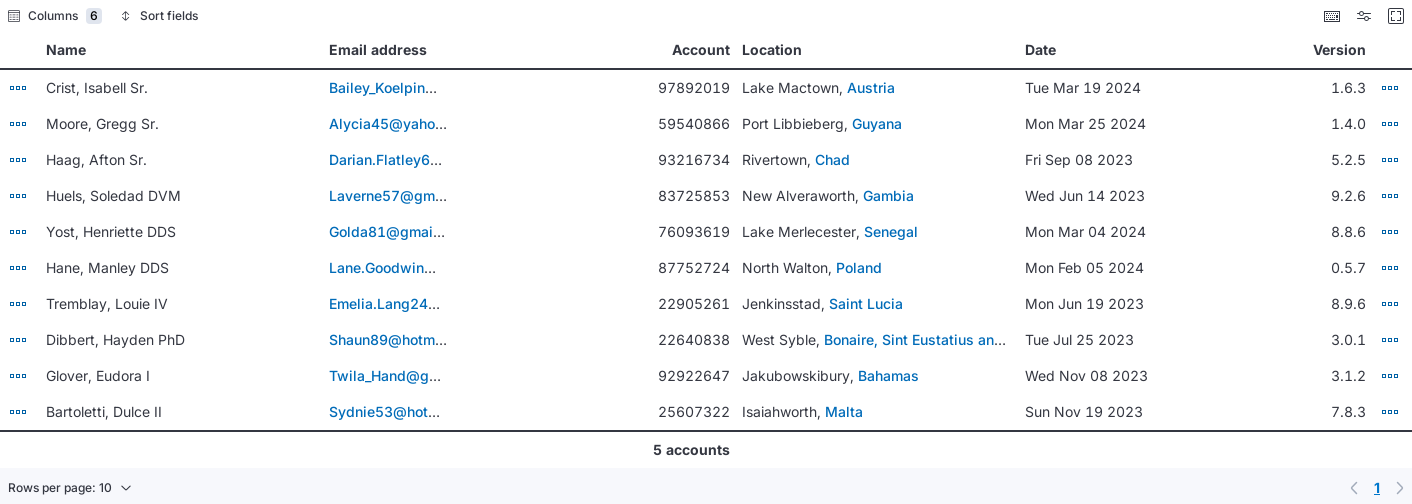 Columns 6 Sort fields
Name Email address Account Location Date Version
Crist, Isabell Sr. Bailey_Koelpin... 97892019 Lake Mactown, Austria Tue Mar 19 2024 1.6.3
Moore, Gregg Sr. Alycia45@yaho... 59540866 Port Libbieberg, Guyana Mon Mar 25 2024 1.4.0
Haag, Afton Sr. Darian.Flatley6... 93216734 Rivertown, Chad Fri Sep 08 2023 5.2.5
Huels, Soledad DVM Laverne57@gm... 83725853 New Alveraworth, Gambia Wed Jun 14 2023 9.2.6
Yost, Henriette DDS Golda81@gmai... 76093619 Lake Merlecester, Senegal Mon Mar 04 2024 8.8.6
Hane, Manley DDS Lane.Goodwin... 87752724 North Walton, Poland Mon Feb 05 2024 0.5.7
Tremblay, Louie IV Emelia.Lang24... 22905261 Jenkinsstad, Saint Lucia Mon Jun 19 2023 8.9.6
Dibbert, Hayden PhD Shaun89@hotm... 22640838 West Syble, Bonaire, Sint Eustatius an... Tue Jul 25 2023 3.0.1
Glover, Eudora I Twila_Hand@g... 92922647 Jakubowskibury, Bahamas Wed Nov 08 2023 3.1.2
Bartoletti, Dulce II Sydnie53@hot... 25607322 Isaiahworth, Malta Sun Nov 19 2023 7.8.3
5 accounts
Rows per page: 10 1